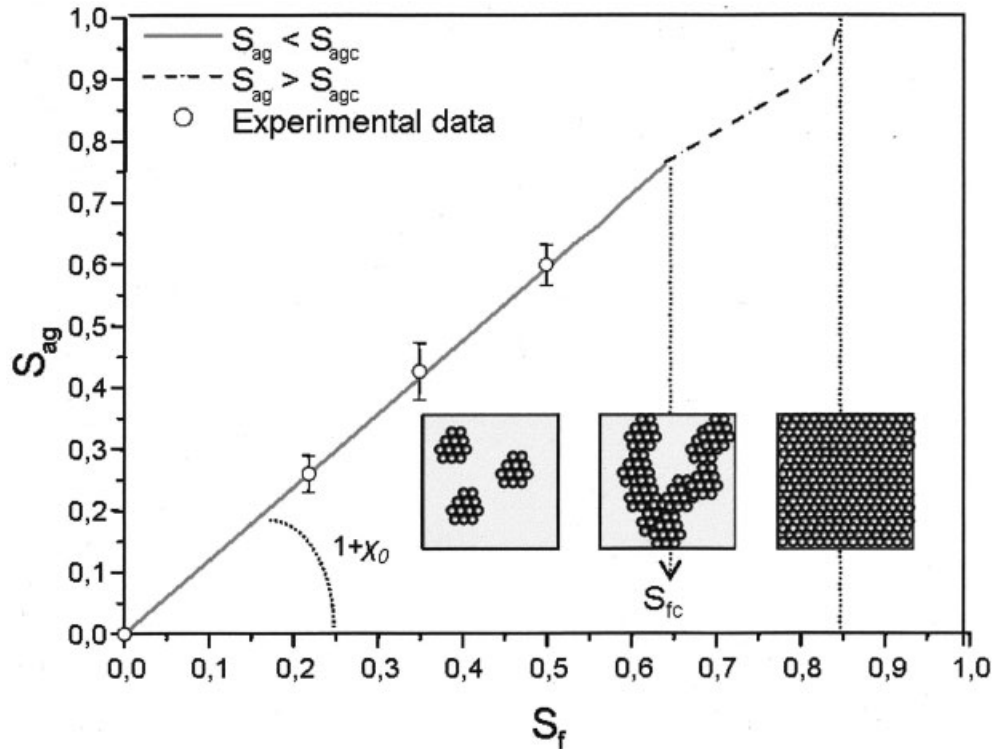 1,0
0,9
0,8
0,7
0,6
0,5
0,4
0,3
0,2
0,1
0,0
S_ag
S_ag < S_agc
S_ag > S_agc
Experimental data
1+χ_0
S_fc
0,0 0,1 0,2 0,3 0,4 0,5 0,6 0,7 0,8 0,9 1,0
S_f